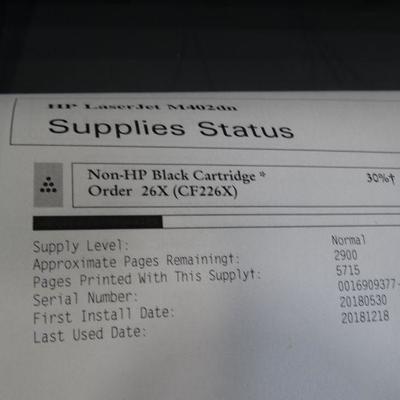 HP LaserJet M402dn
Supplies Status
Non-HP Black Cartridge * 30%†
Order 26X (CF226X)
Supply Level: Normal
Approximate Pages Remaining†: 2900
Pages Printed With This Supply†: 5715
Serial Number: 0016909377-
First Install Date: 20180530
Last Used Date: 20181218